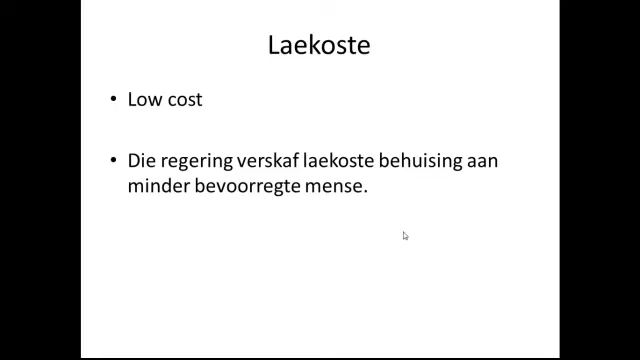 Laekoste
• Low cost
• Die regering verskaf laekoste behuising aan
minder bevoorregte mense.